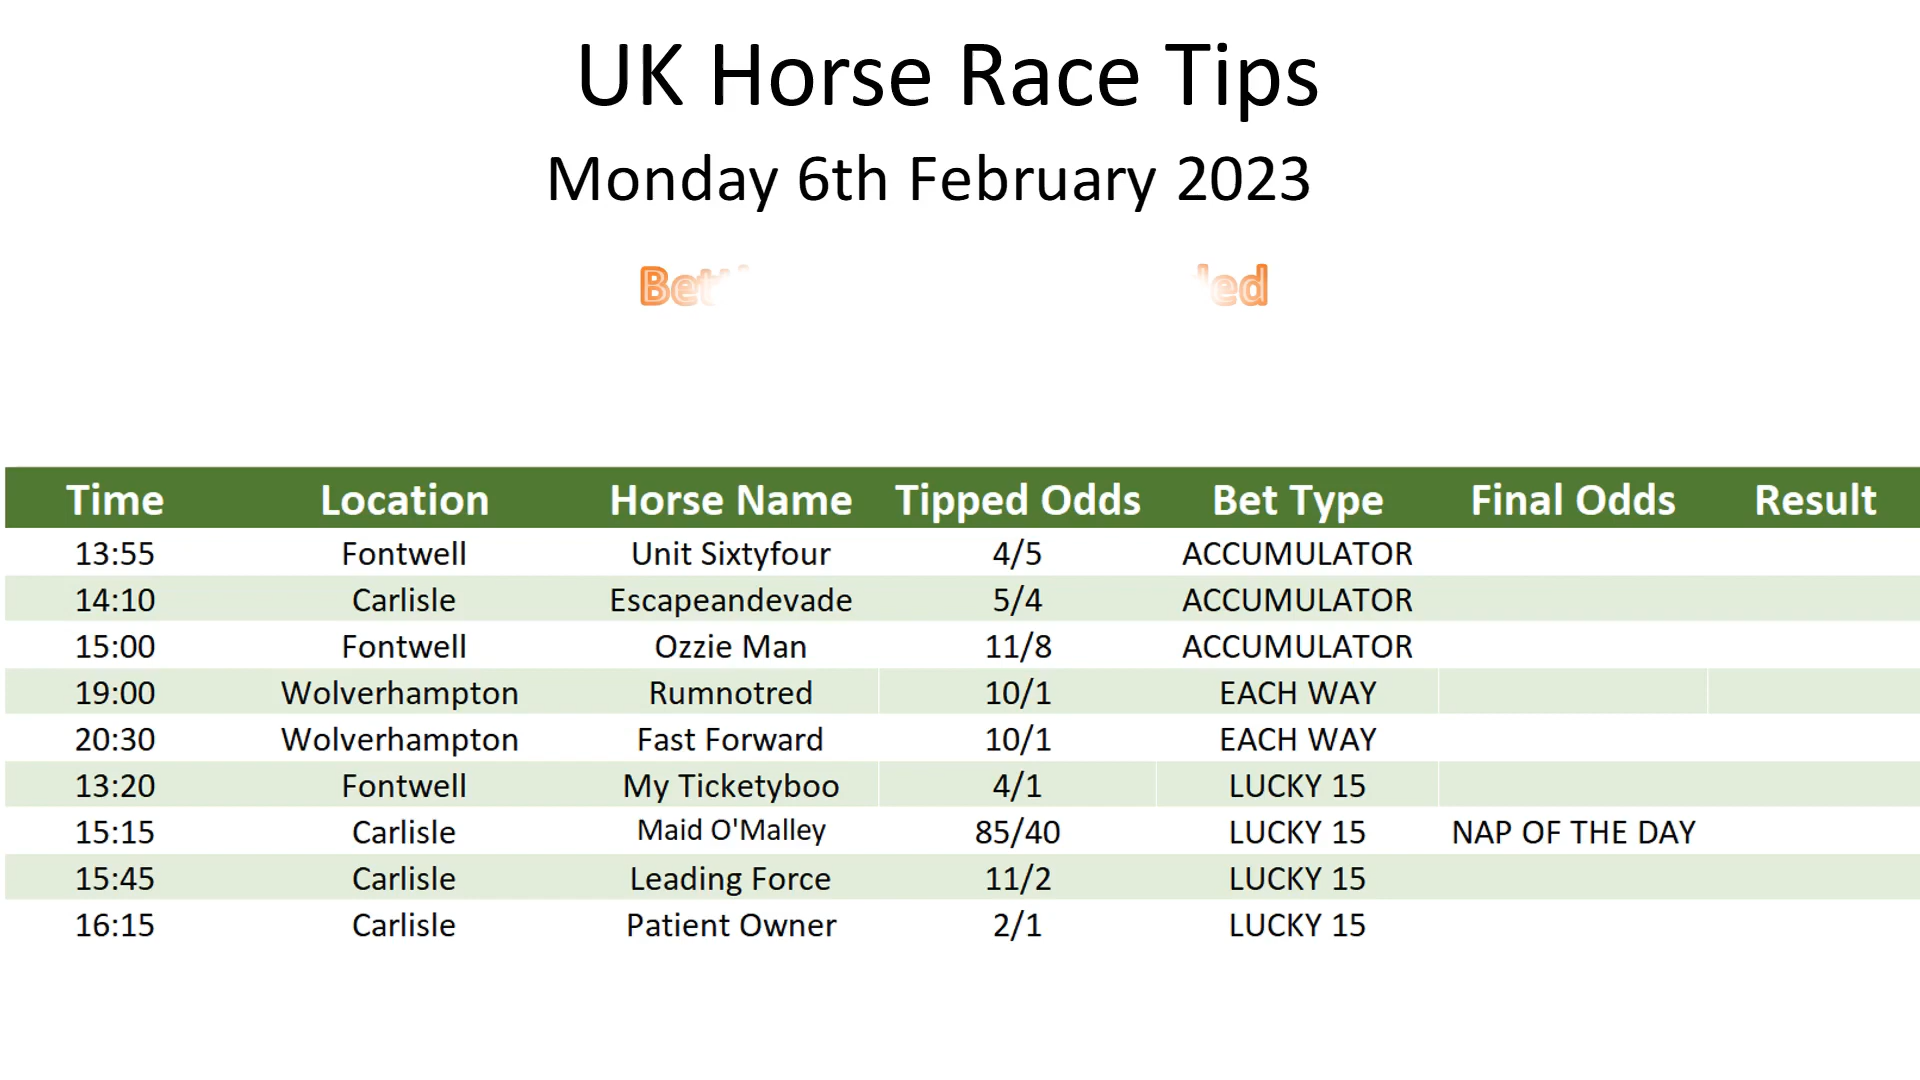 UK Horse Race Tips
Monday 6th February 2023
Time Location Horse Name Tipped Odds Bet Type Final Odds Result
13:55 Fontwell Unit Sixtyfour 4/5 ACCUMULATOR
14:10 Carlisle Escapeandevade 5/4 ACCUMULATOR
15:00 Fontwell Ozzie Man 11/8 ACCUMULATOR
19:00 Wolverhampton Rumnotred 10/1 EACH WAY
20:30 Wolverhampton Fast Forward 10/1 EACH WAY
13:20 Fontwell My Ticketyboo 4/1 LUCKY 15
15:15 Carlisle Maid O'Malley 85/40 LUCKY 15 NAP OF THE DAY
15:45 Carlisle Leading Force 11/2 LUCKY 15
16:15 Carlisle Patient Owner 2/1 LUCKY 15